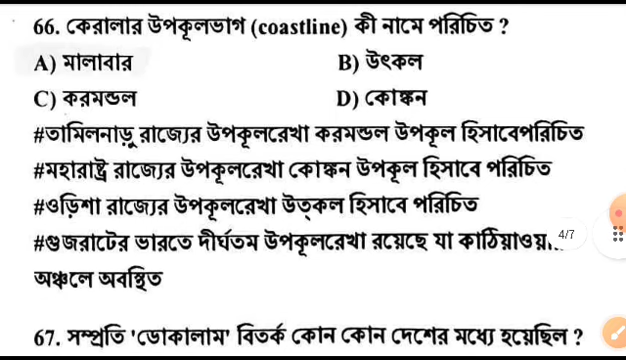 66. কেরালার উপকূলভাগ (coastline) কী নামে পরিচিত ?
A) মালাবার B) উৎকল
C) করমন্ডল D) কোঙ্কন
#তামিলনাড়ু রাজ্যের উপকূলরেখা করমন্ডল উপকূল হিসাবেপরিচিত
#মহারাষ্ট্র রাজ্যের উপকূলরেখা কোঙ্কন উপকূল হিসাবে পরিচিত
#ওড়িশা রাজ্যের উপকূলরেখা উত্কল হিসাবে পরিচিত
#গুজরাটের ভারতে দীর্ঘতম উপকূলরেখা রয়েছে যা কাঠিয়াওয়া..
4/7
অঞ্চলে অবস্থিত
67. সম্প্রতি 'ডোকালাম' বিতর্ক কোন কোন দেশের মধ্যে হয়েছিল ?